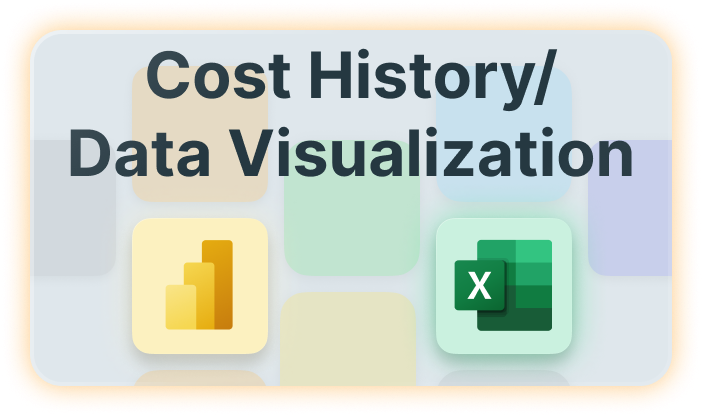 Cost History/
Data Visualization
X